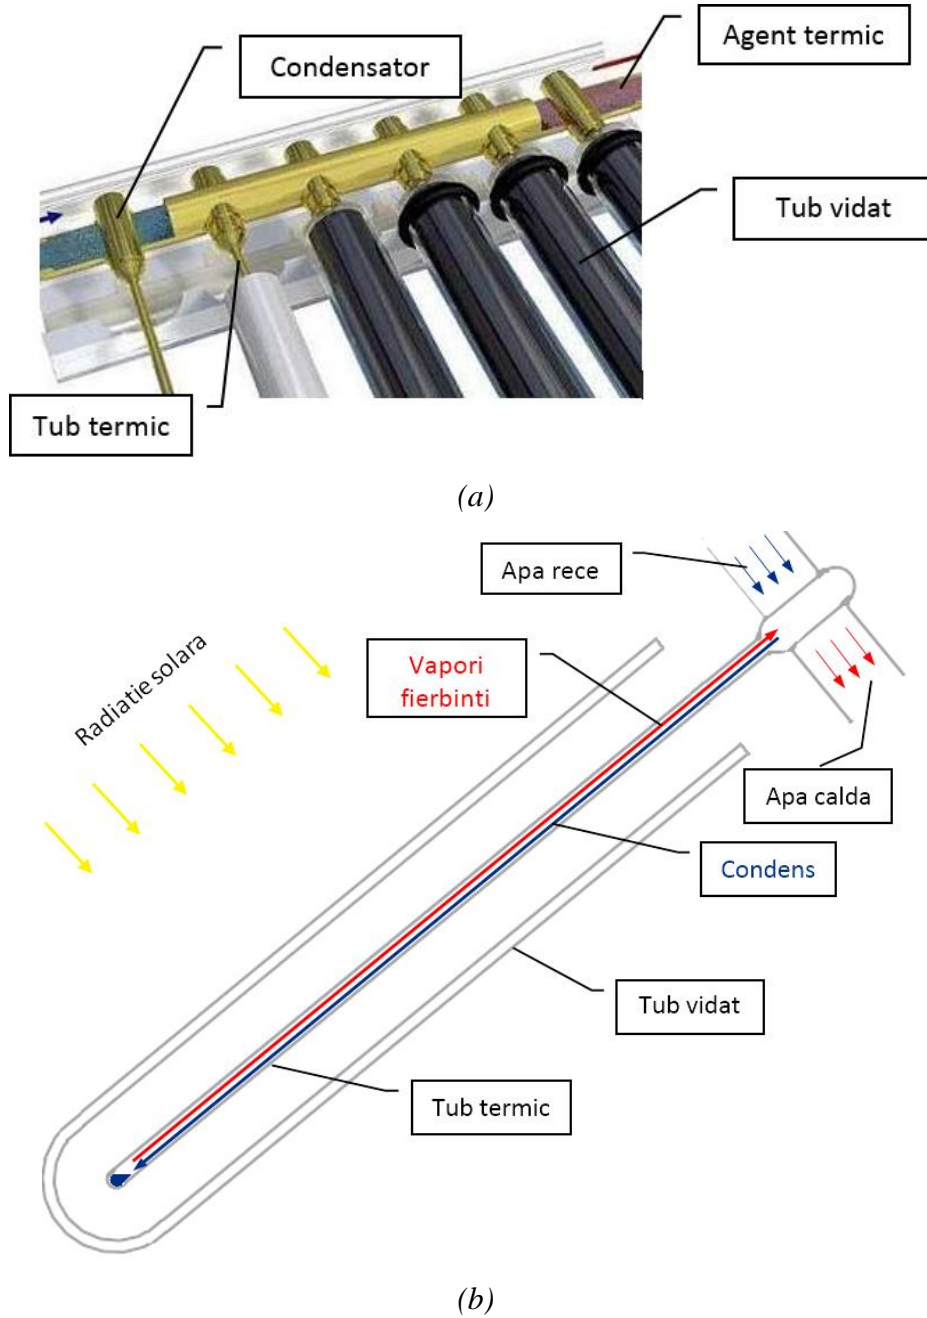 Agent termic
Condensator
Tub vidat
Tub termic
(a)
Apa rece
Radiatie solara
Vapori
fierbinti
Apa calda
Condens
Tub vidat
Tub termic
(b)